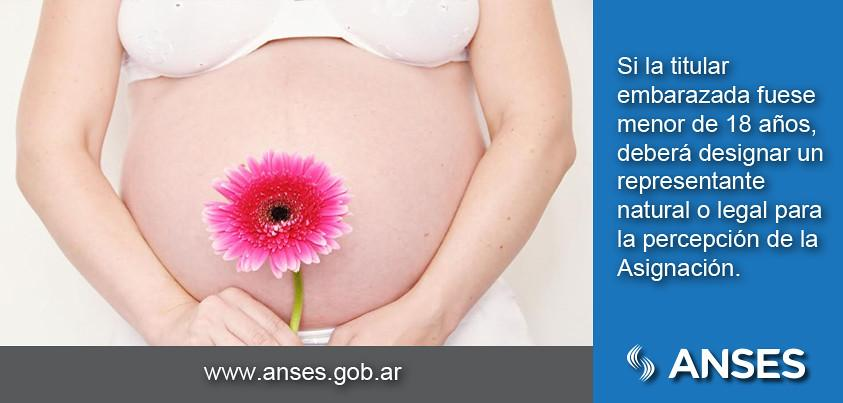 Si la titular
embarazada fuese
menor de 18 años,
deberá designar un
representante
natural o legal para
la percepción de la
Asignación.
ANSES
www.anses.gob.ar